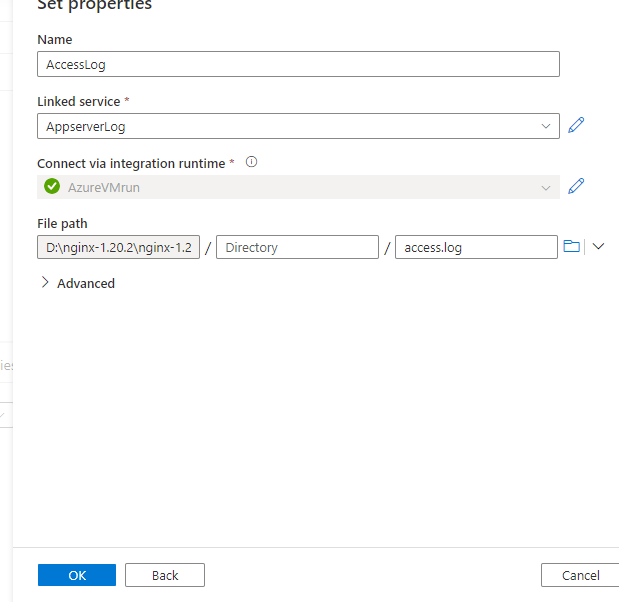 Set properties
Name
AccessLog
Linked service *
AppserverLog
Connect via integration runtime *
AzureVMrun
File path
D:\nginx-1.20.2\nginx-1.2 / Directory / access.log
Advanced
OK Back Cancel